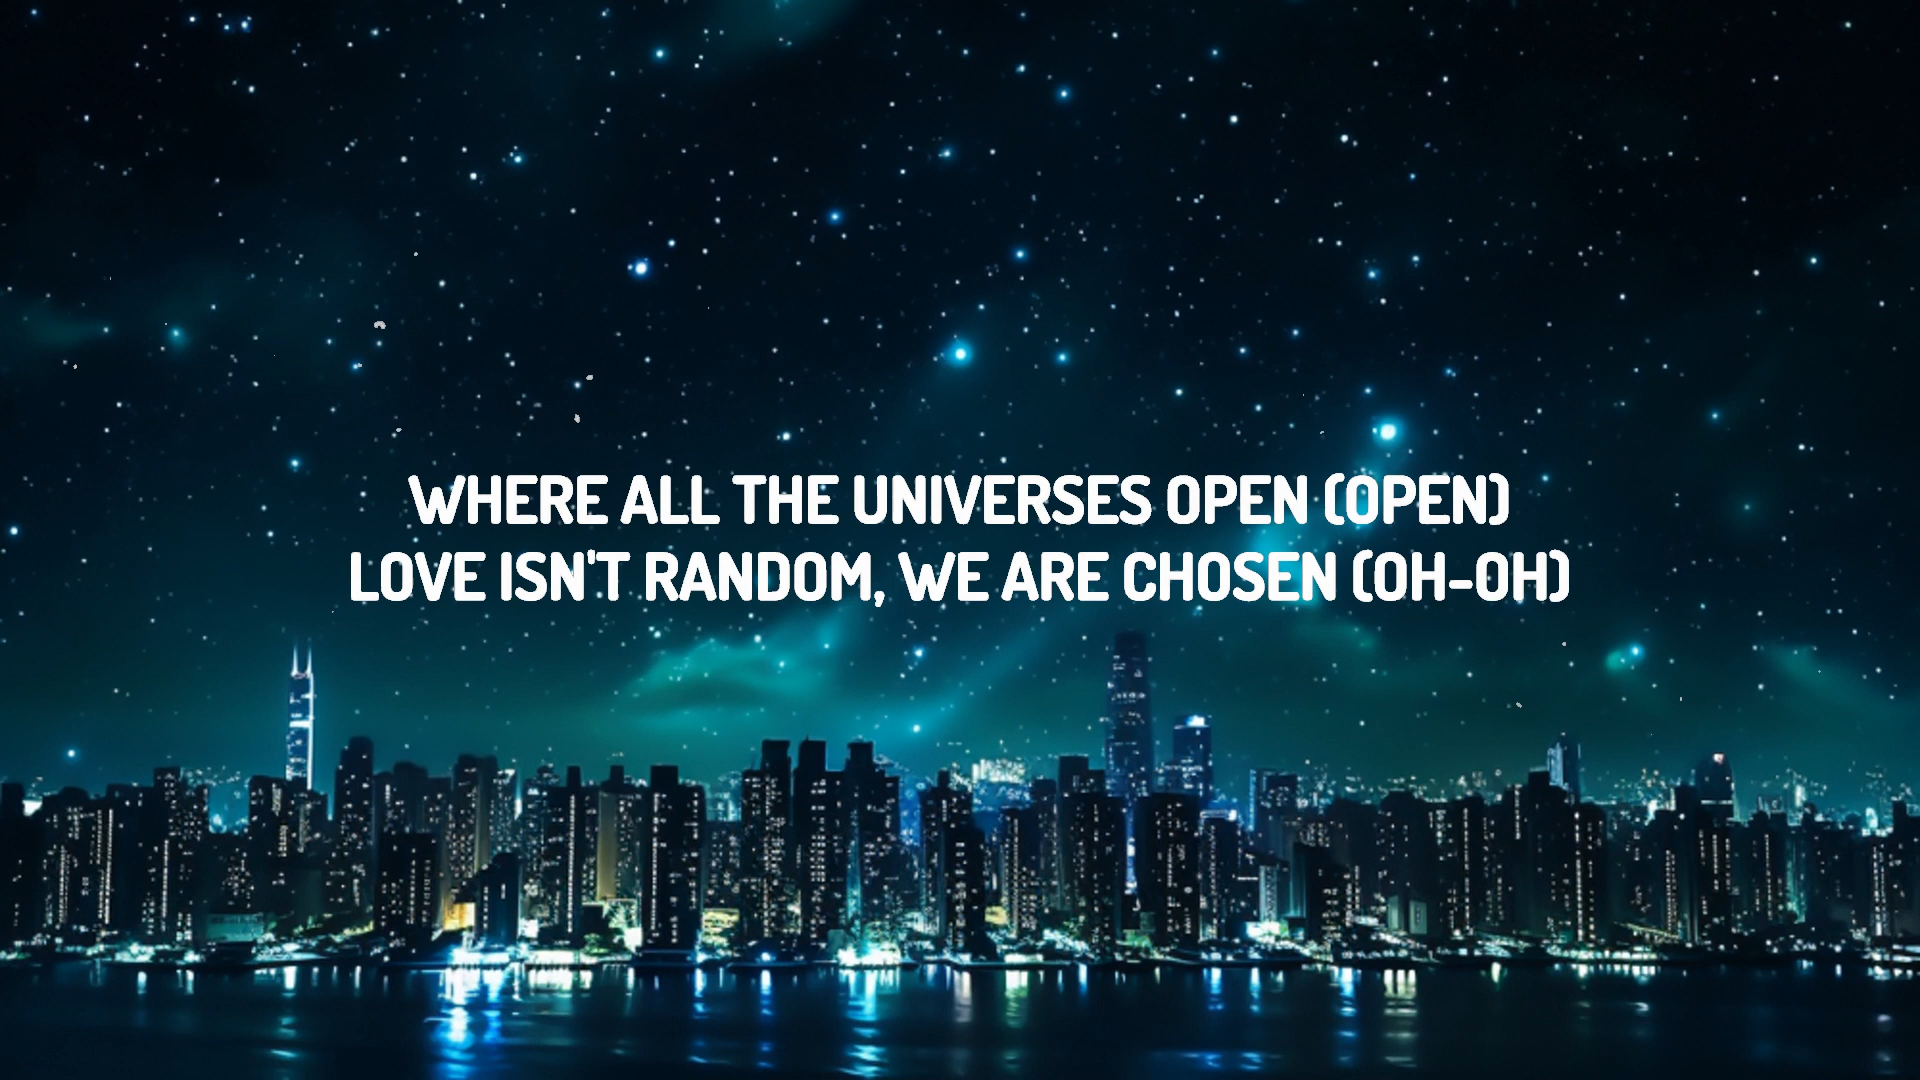 WHERE ALL THE UNIVERSES OPEN (OPEN)
LOVE ISN'T RANDOM, WE ARE CHOSEN (OH-OH)